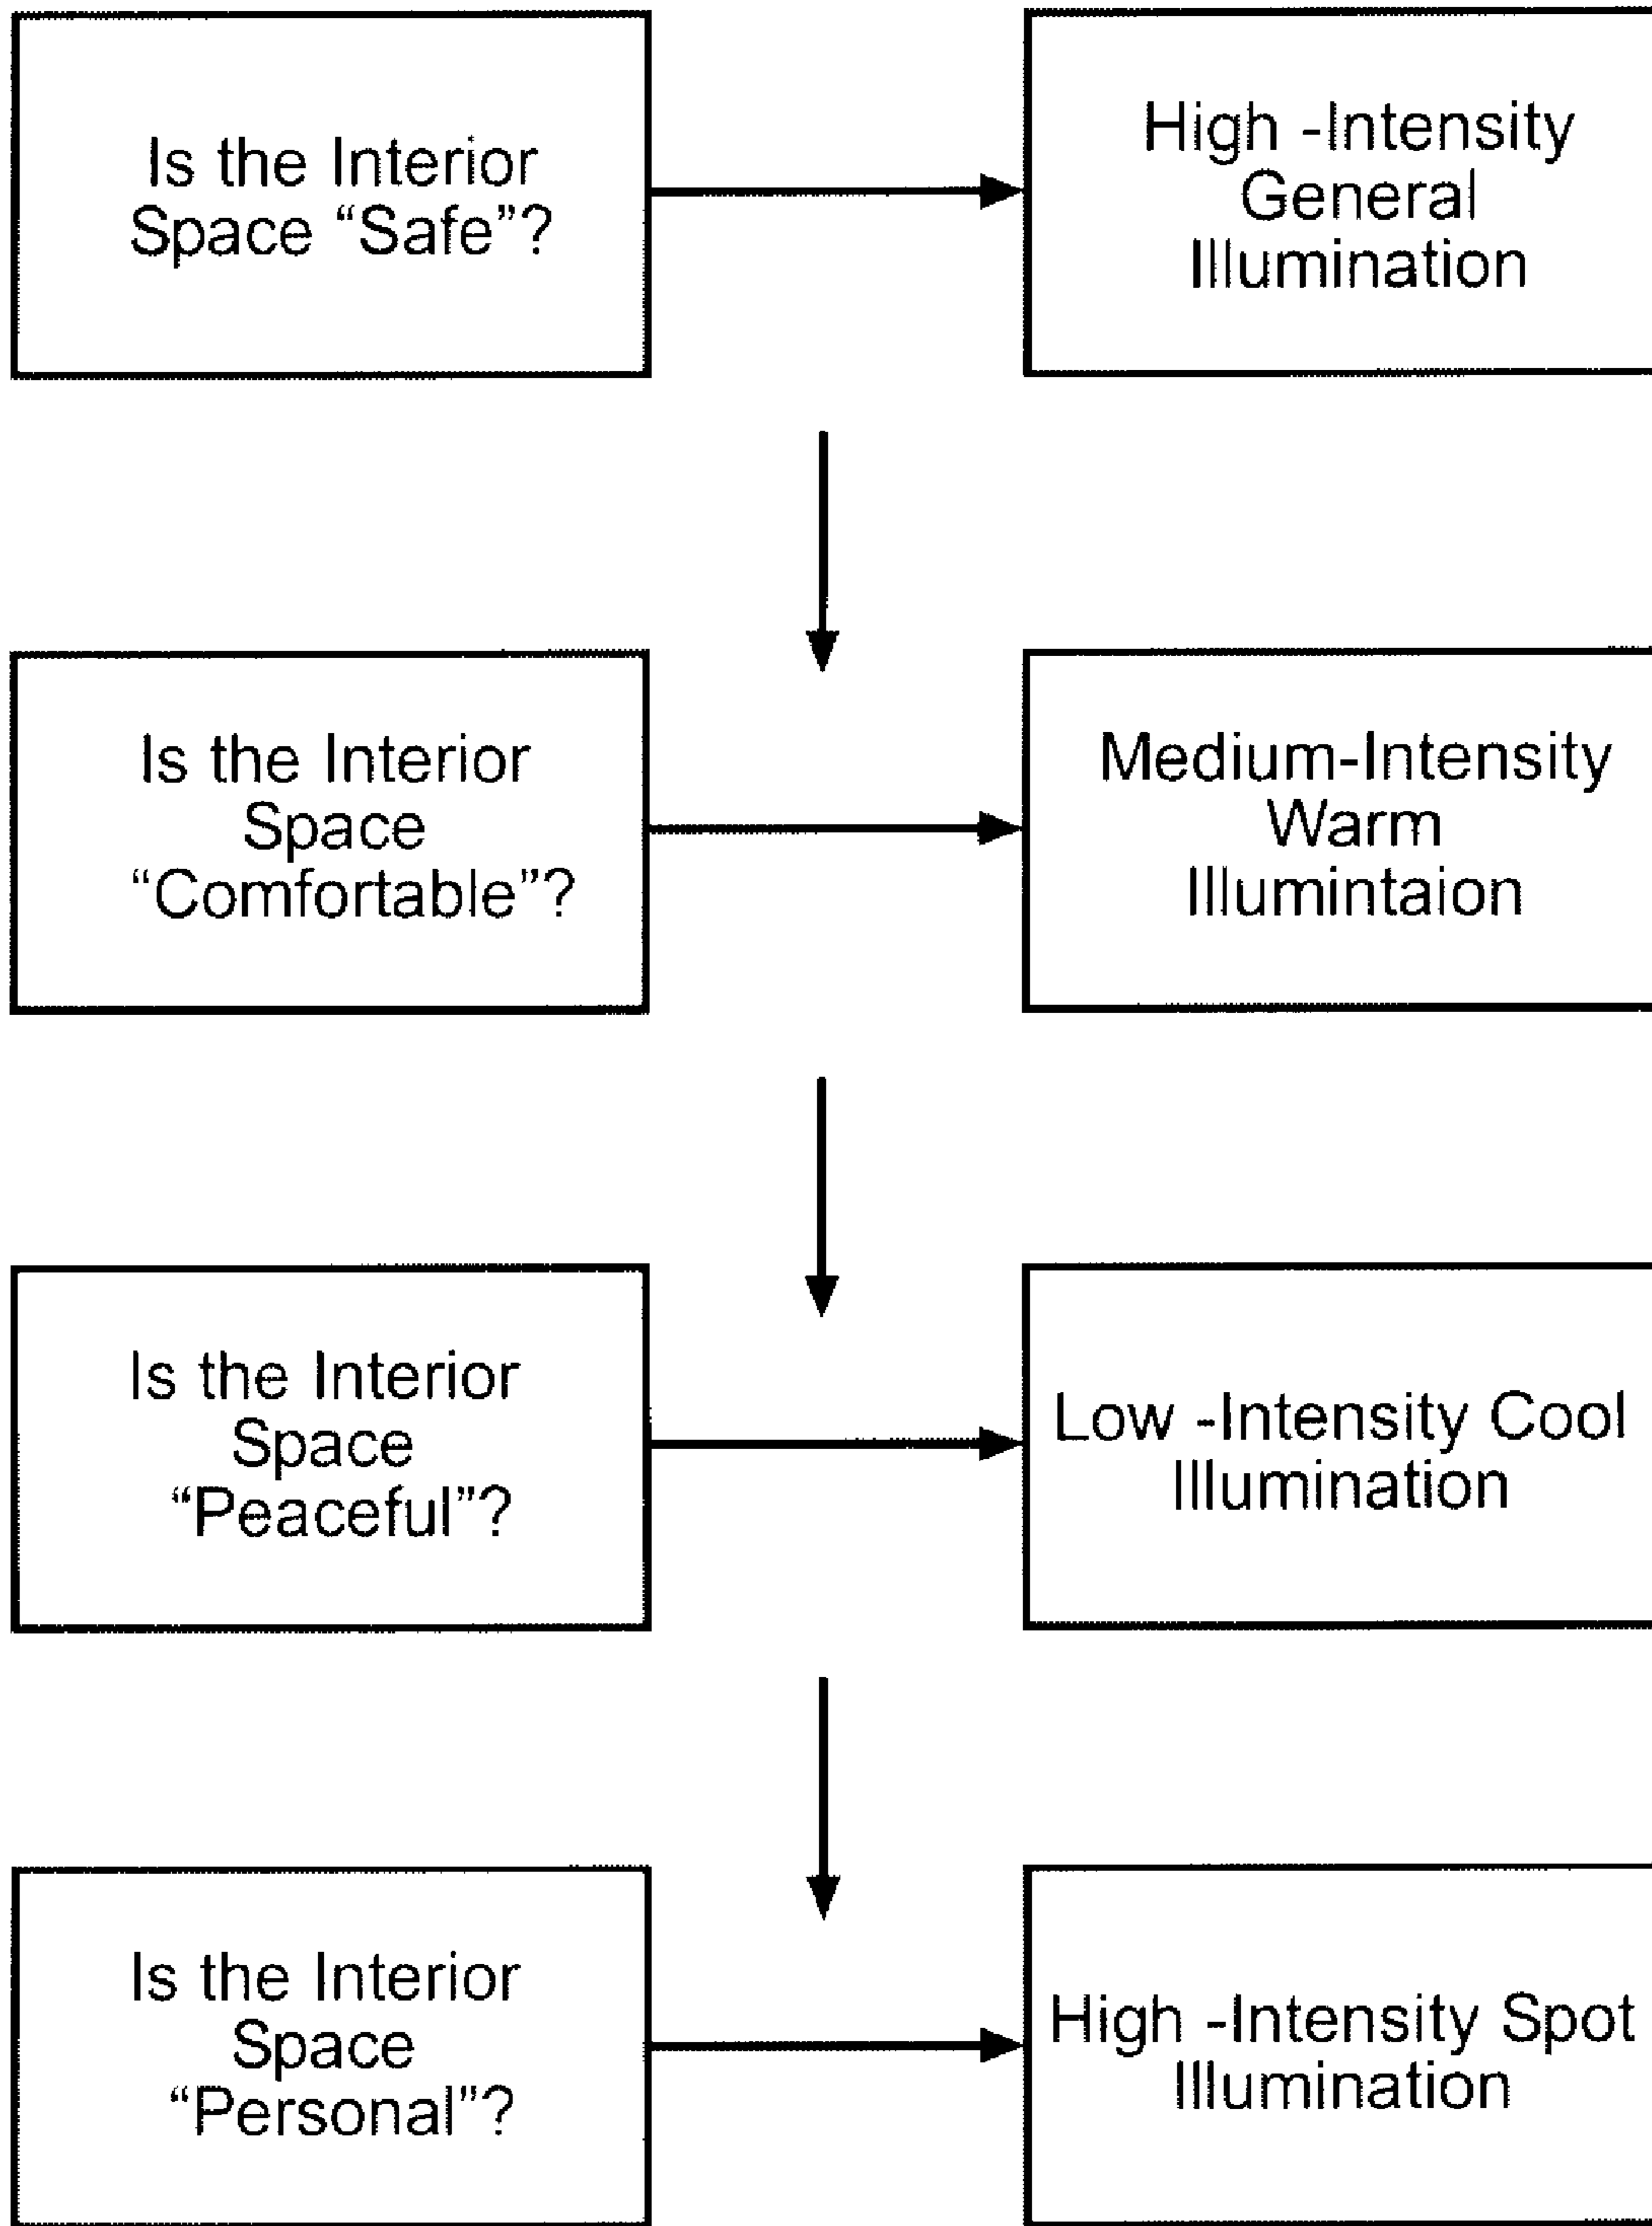 Is the Interior
Space “Safe”?
High -Intensity
General
Illumination
Is the Interior
Space
“Comfortable”?
Medium-Intensity
Warm
Illumintaion
Is the Interior
Space
“Peaceful”?
Low -Intensity Cool
Illumination
Is the Interior
Space
“Personal”?
High -Intensity Spot
Illumination